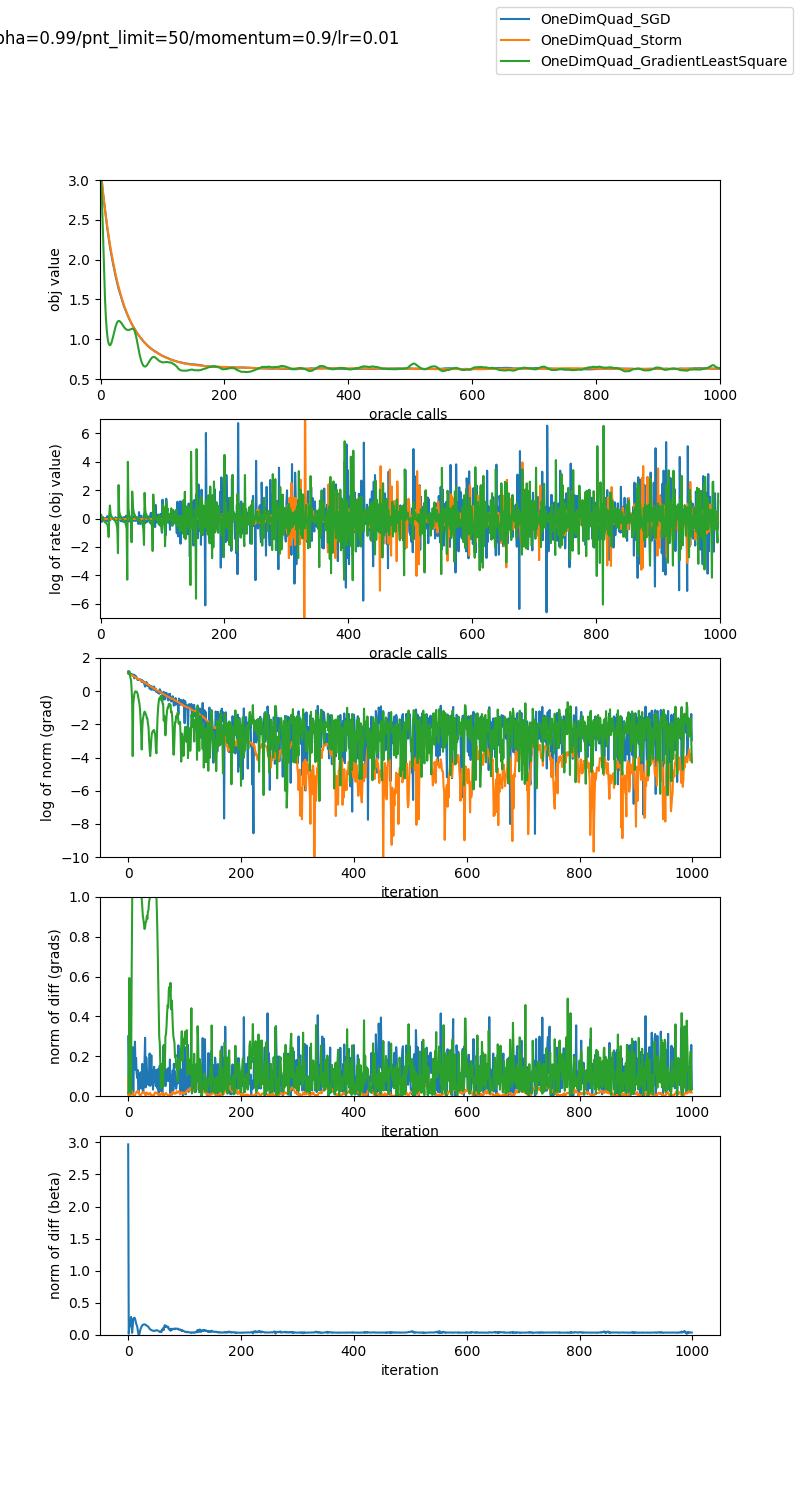 oha=0.99/pnt_limit=50/momentum=0.9/lr=0.01
OneDimQuad_SGD
OneDimQuad_Storm
OneDimQuad_GradientLeastSquare
3.0
2.5
2.0
1.5
1.0
0.5
obj value
0 200 400 600 800 1000
oracle calls
6
4
2
0
−2
−4
−6
log of rate (obj value)
0 200 400 600 800 1000
oracle calls
2
0
−2
−4
−6
−8
−10
log of norm (grad)
0 200 400 600 800 1000
iteration
1.0
0.8
0.6
0.4
0.2
0.0
norm of diff (grads)
0 200 400 600 800 1000
iteration
3.0
2.5
2.0
1.5
1.0
0.5
0.0
norm of diff (beta)
0 200 400 600 800 1000
iteration